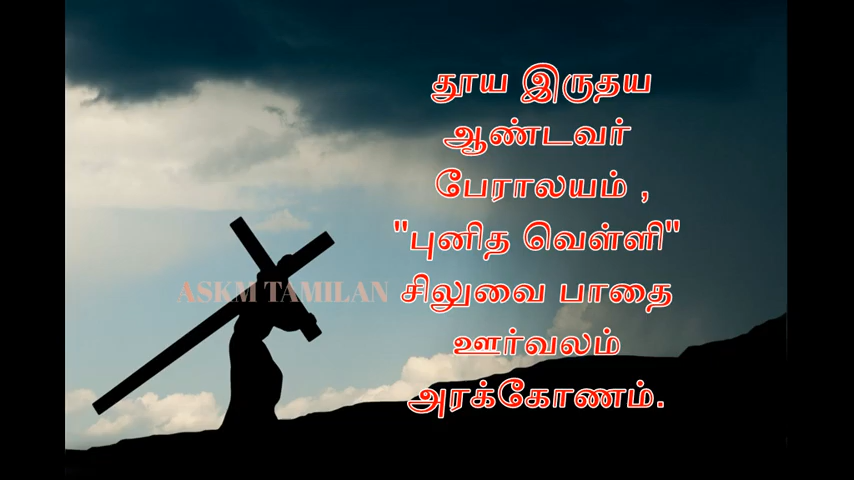 தூய இருதய
ஆண்டவர்
பேராலயம் ,
"புனித வெள்ளி"
ASKM TAMILAN
சிலுவை பாதை
ஊர்வலம்
அரக்கோணம்.